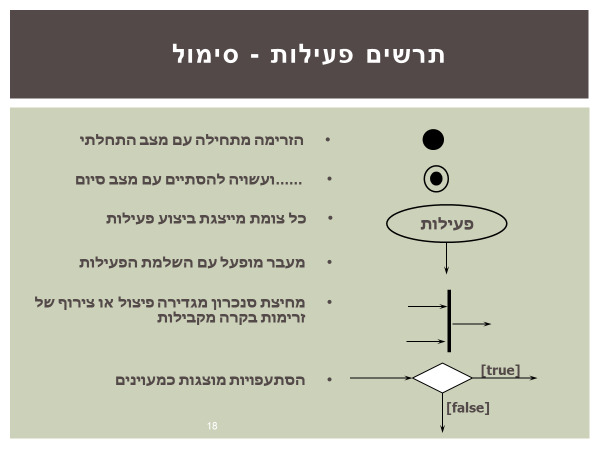 תרשים פעילות - סימול
• הזרימה מתחילה עם מצב התחלתי
• ......ועשויה להסתיים עם מצב סיום
• כל צומת מייצגת ביצוע פעילות
פעילות
• מעבר מופעל עם השלמת הפעילות
• מחיצת סנכרון מגדירה פיצול או צירוף של
זרימות בקרה מקבילות
• הסתעפויות מוצגות כמעוינים
[true]
[false]
18